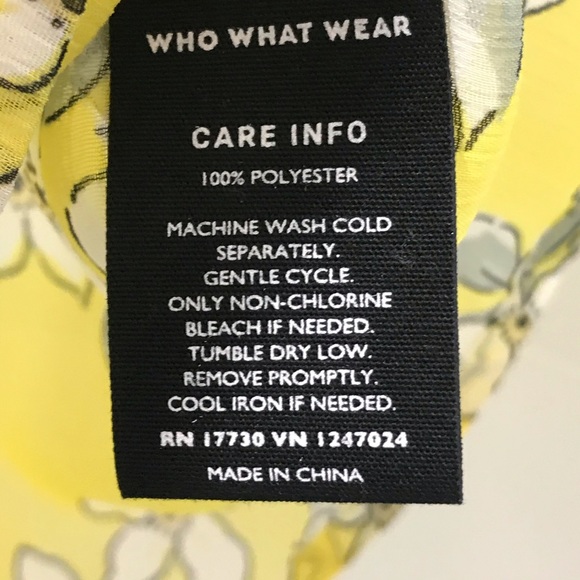 WHO WHAT WEAR
CARE INFO
100% POLYESTER
MACHINE WASH COLD
SEPARATELY.
GENTLE CYCLE.
ONLY NON-CHLORINE
BLEACH IF NEEDED.
TUMBLE DRY LOW.
REMOVE PROMPTLY.
COOL IRON IF NEEDED.
RN 17730 VN 1247024
MADE IN CHINA